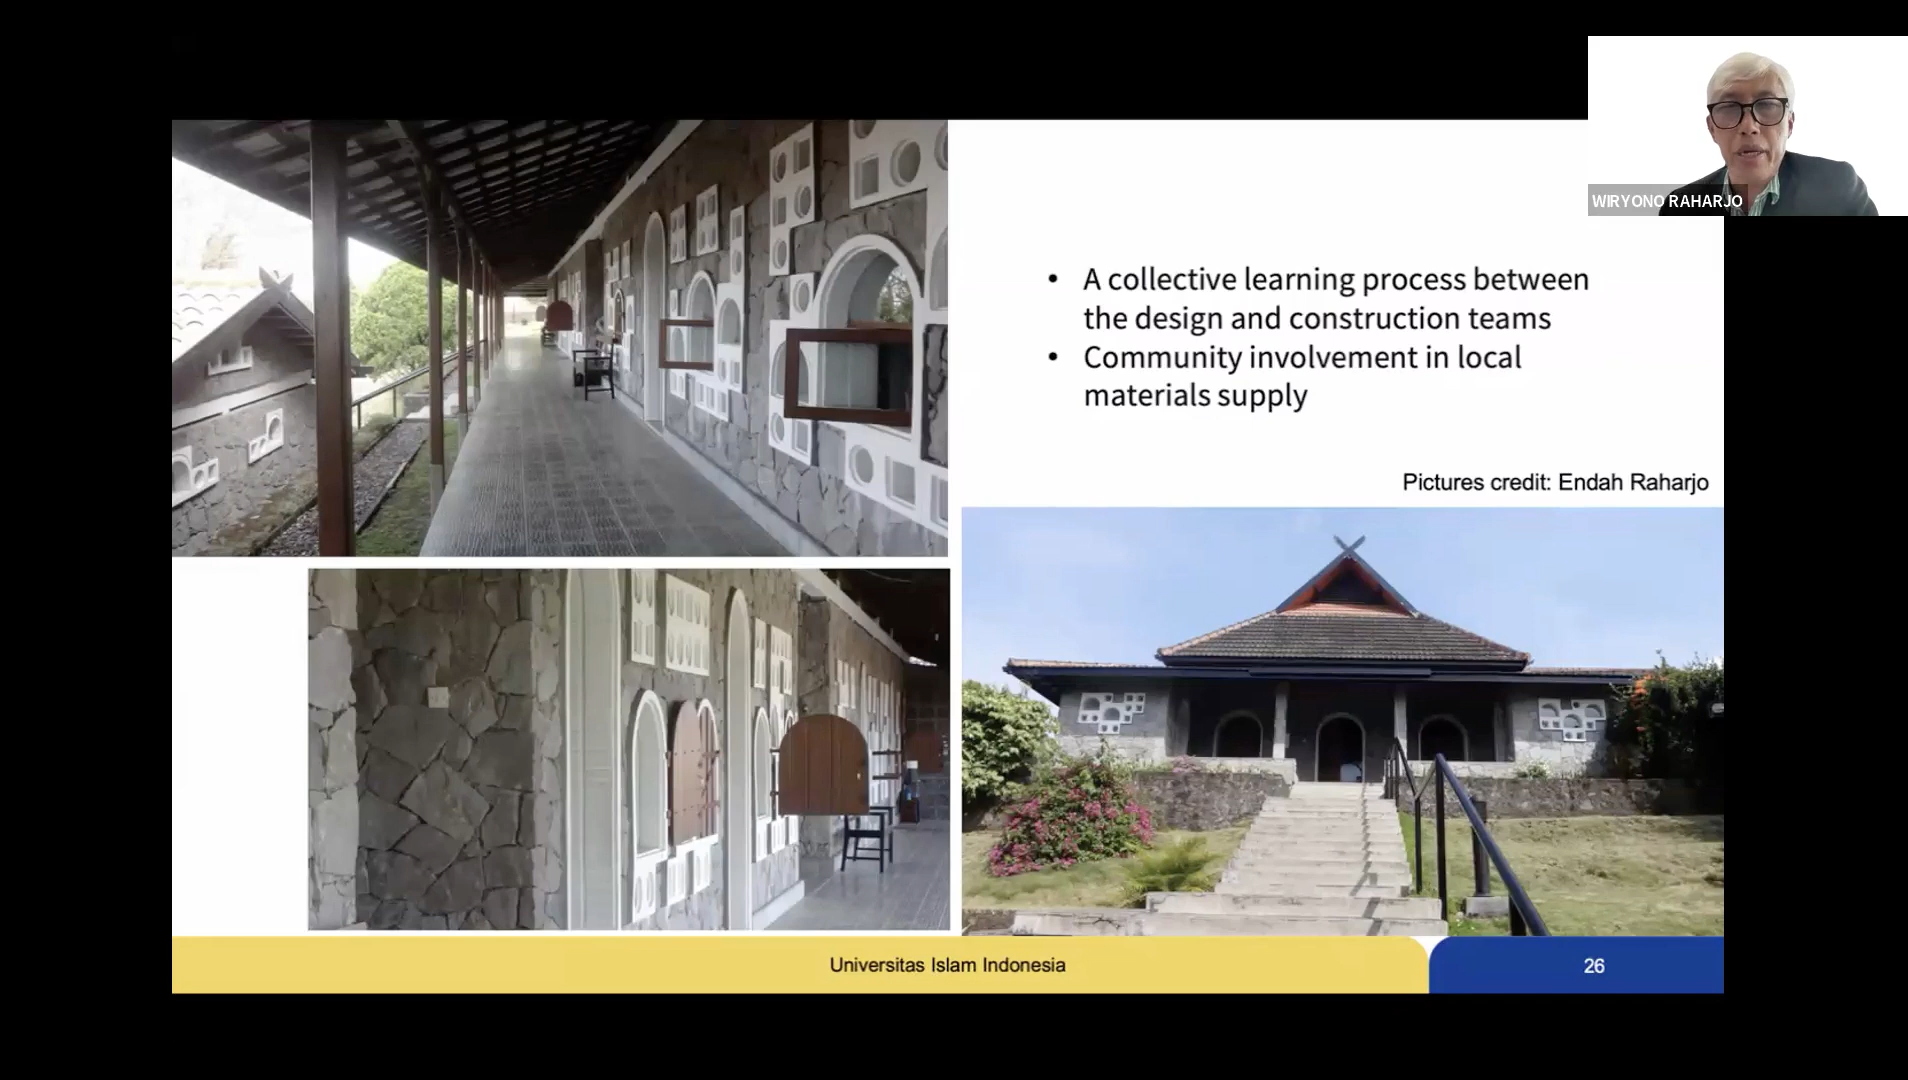 WIRYONO RAHARJO
• A collective learning process between
the design and construction teams
• Community involvement in local
materials supply
Pictures credit: Endah Raharjo
Universitas Islam Indonesia
26